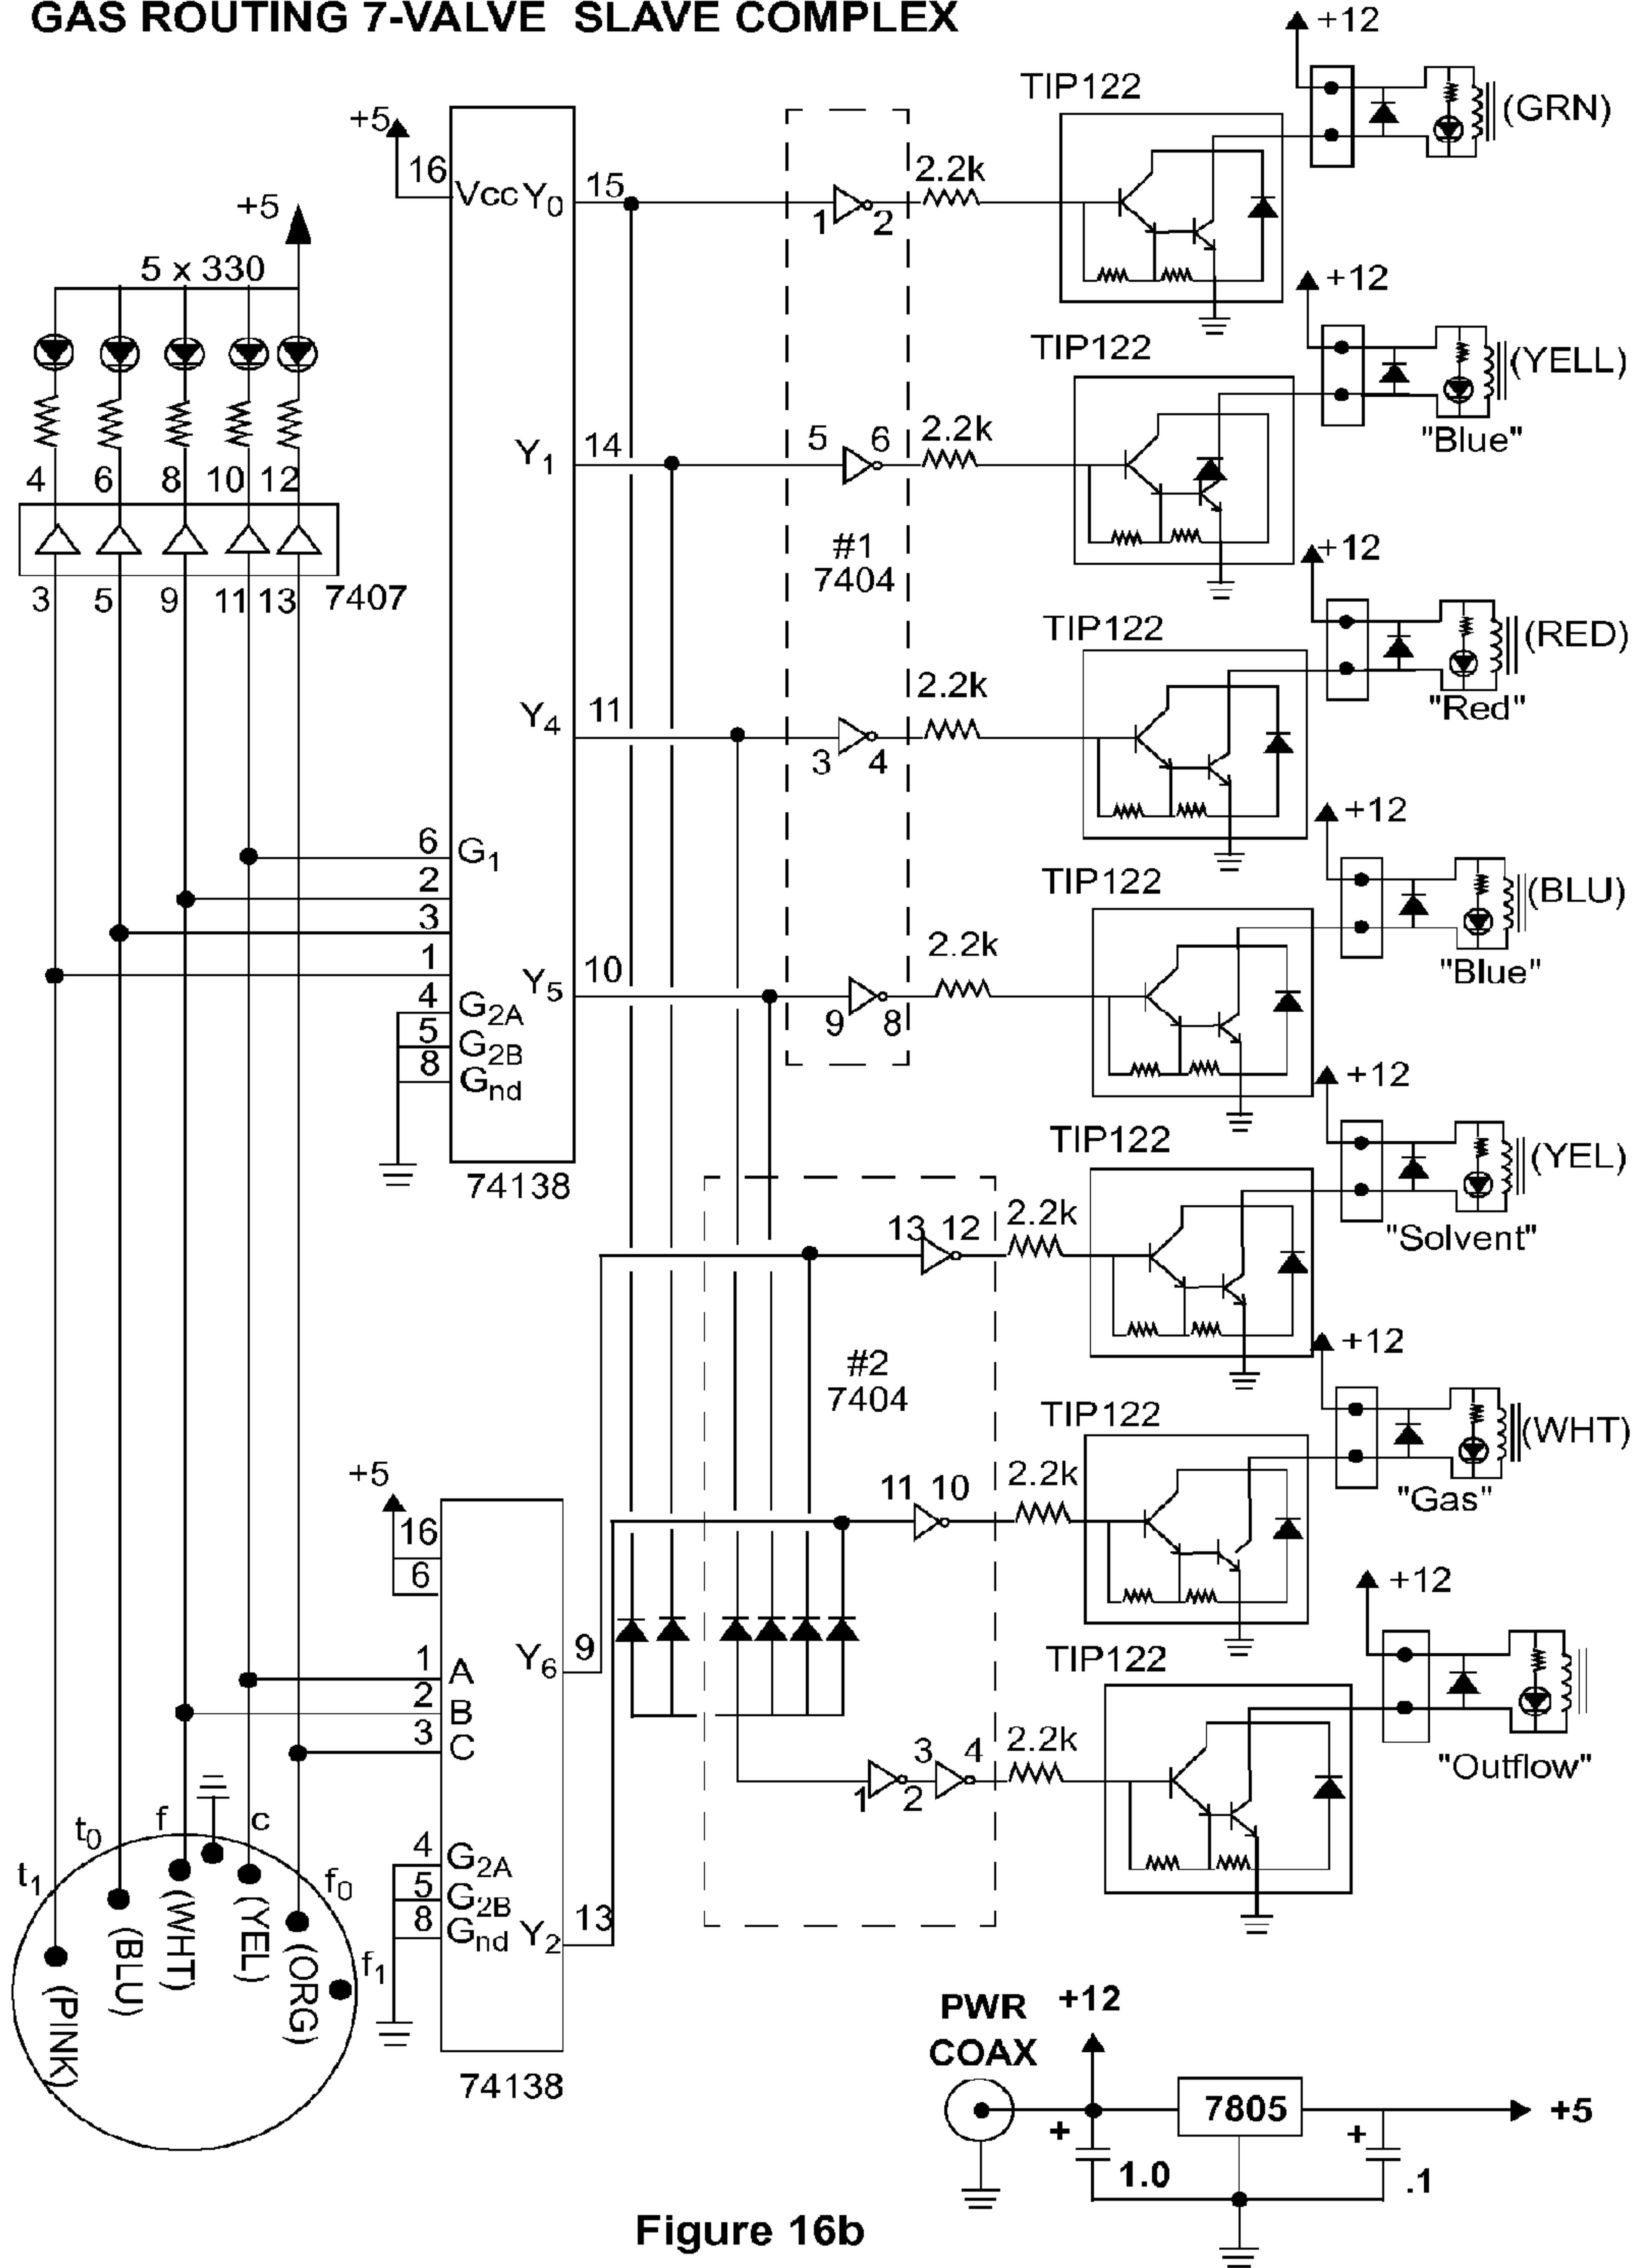 GAS ROUTING 7-VALVE SLAVE COMPLEX
+12
TIP122
(GRN)
+5
16
Vcc Y0
15
1
2
2.2k
+5
5 x 330
+12
TIP122
(YELL)
"Blue"
Y1
14
5
6
2.2k
4
6
8
10
12
#1
7404
+12
3
5
9
11
13
7407
TIP122
(RED)
"Red"
Y4
11
3
4
2.2k
+12
6
G1
2
3
1
TIP122
(BLU)
"Blue"
Y5
10
9
8
2.2k
4
G2A
5
G2B
8
Gnd
74138
+12
TIP122
(YEL)
"Solvent"
13
12
2.2k
#2
7404
+12
TIP122
(WHT)
"Gas"
11
10
2.2k
+5
16
6
+12
TIP122
1
A
2
B
3
C
Y6
9
1
2
3
4
2.2k
"Outflow"
t1
t0
f
c
f0
f1
(PINK)
(BLU)
(WHT)
(YEL)
(ORG)
4
G2A
5
G2B
8
Gnd
Y2
13
74138
PWR
COAX
+12
7805
+5
+
1.0
+
.1
Figure 16b